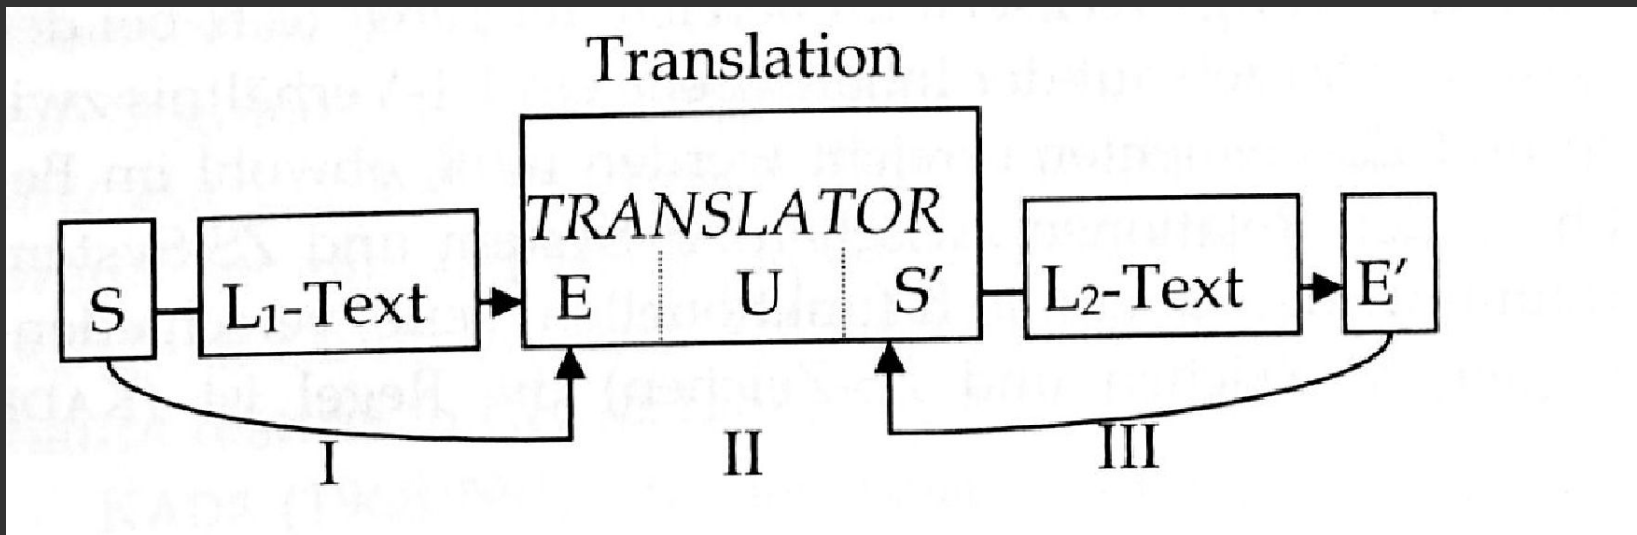 Translation
TRANSLATOR
S L₁-Text E U S′ L₂-Text E′
I II III